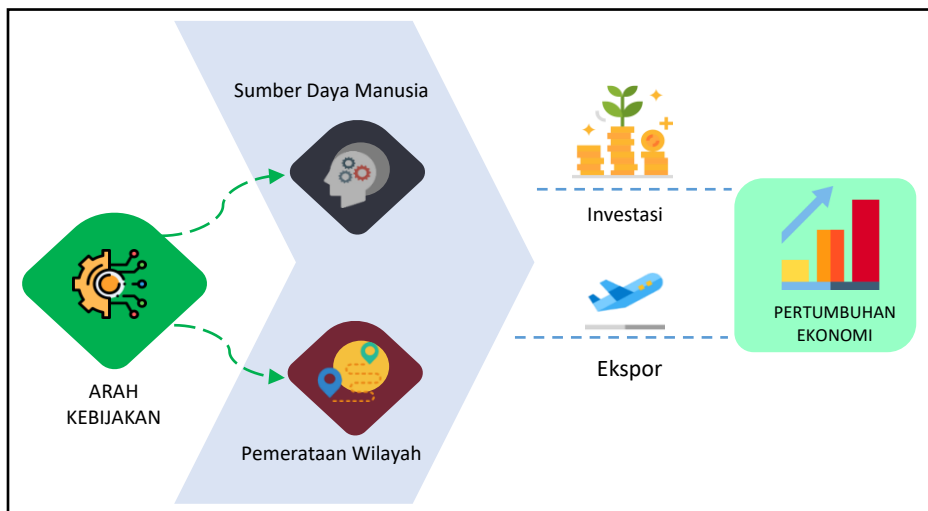 Sumber Daya Manusia
Investasi
ARAH
KEBIJAKAN
Pemerataan Wilayah
Ekspor
PERTUMBUHAN
EKONOMI